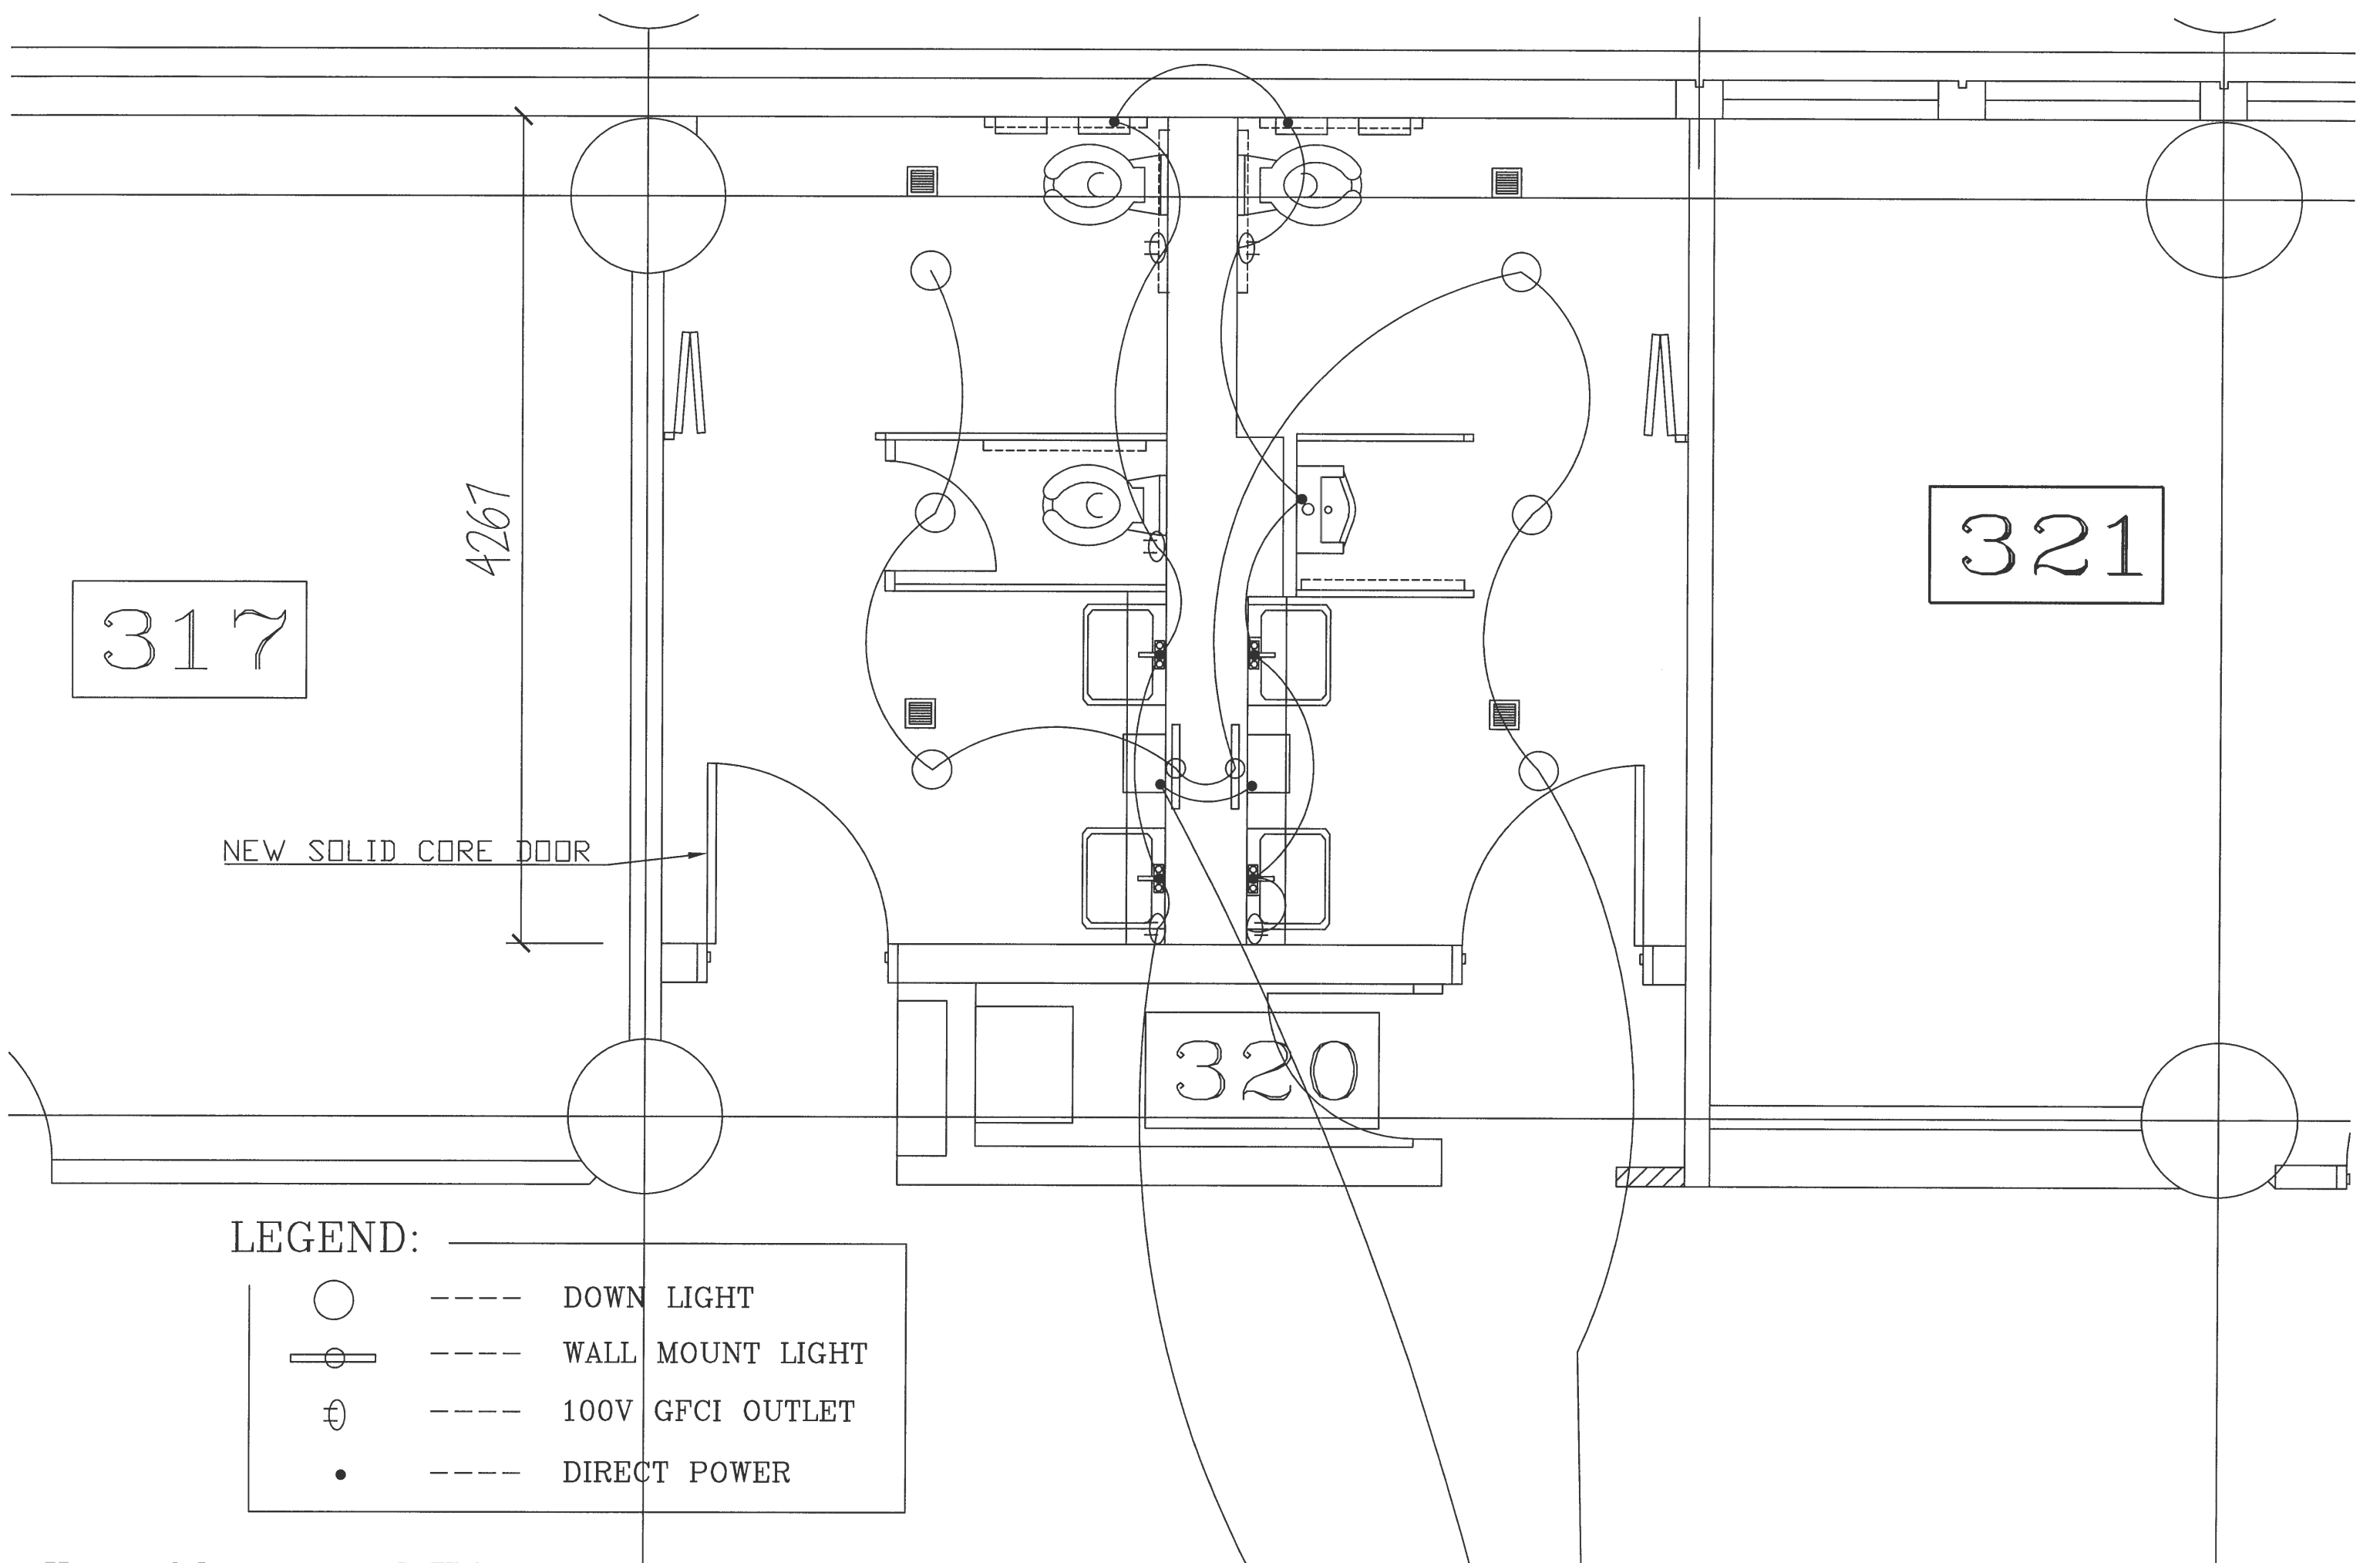 4267
321
317
NEW SOLID CORE DOOR
320
LEGEND:
DOWN LIGHT
WALL MOUNT LIGHT
100V GFCI OUTLET
DIRECT POWER